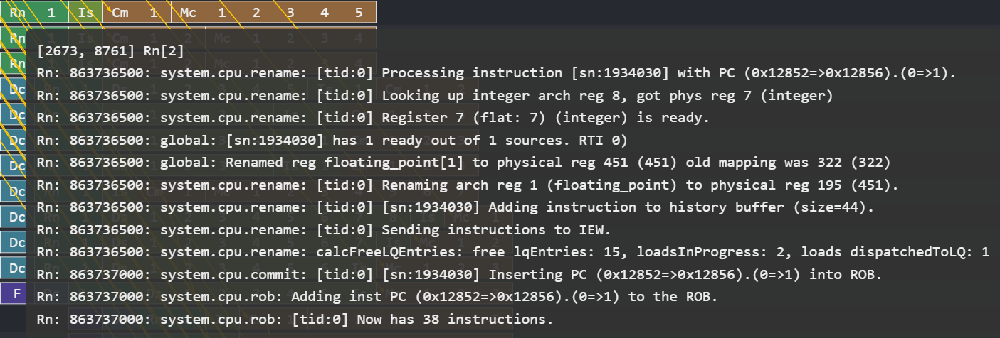 Rn 1 Is Cm 1 Mc 1 2 3 4 5
Rn
Rn
Dc
Dc
Dc
Dc
Dc
Dc
Dc
Dc
F
[2673, 8761] Rn[2]
Rn: 863736500: system.cpu.rename: [tid:0] Processing instruction [sn:1934030] with PC (0x12852=>0x12856).(0=>1).
Rn: 863736500: system.cpu.rename: [tid:0] Looking up integer arch reg 8, got phys reg 7 (integer)
Rn: 863736500: system.cpu.rename: [tid:0] Register 7 (flat: 7) (integer) is ready.
Rn: 863736500: global: [sn:1934030] has 1 ready out of 1 sources. RTI 0)
Rn: 863736500: global: Renamed reg floating_point[1] to physical reg 451 (451) old mapping was 322 (322)
Rn: 863736500: system.cpu.rename: [tid:0] Renaming arch reg 1 (floating_point) to physical reg 195 (451).
Rn: 863736500: system.cpu.rename: [tid:0] [sn:1934030] Adding instruction to history buffer (size=44).
Rn: 863736500: system.cpu.rename: [tid:0] Sending instructions to IEW.
Rn: 863736500: system.cpu.rename: calcFreeLQEntries: free lqEntries: 15, loadsInProgress: 2, loads dispatchedToLQ: 1
Rn: 863737000: system.cpu.commit: [tid:0] [sn:1934030] Inserting PC (0x12852=>0x12856).(0=>1) into ROB.
Rn: 863737000: system.cpu.rob: Adding inst PC (0x12852=>0x12856).(0=>1) to the ROB.
Rn: 863737000: system.cpu.rob: [tid:0] Now has 38 instructions.